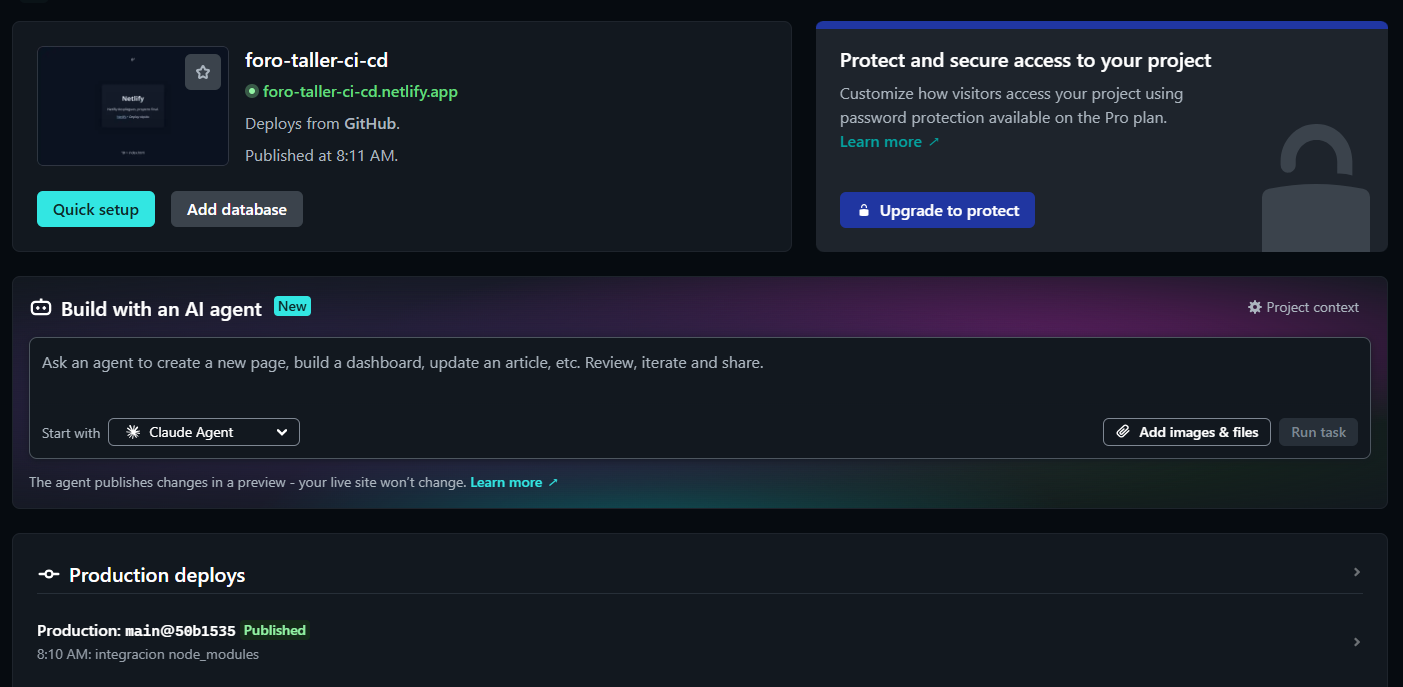 foro-taller-ci-cd
foro-taller-ci-cd.netlify.app
Deploys from GitHub.
Published at 8:11 AM.
Netlify
Quick setup
Add database
Protect and secure access to your project
Customize how visitors access your project using
password protection available on the Pro plan.
Learn more ↗
Upgrade to protect
Build with an AI agent New
Project context
Ask an agent to create a new page, build a dashboard, update an article, etc. Review, iterate and share.
Start with Claude Agent
Add images & files
Run task
The agent publishes changes in a preview - your live site won't change. Learn more ↗
Production deploys
Production: main@50b1535 Published
8:10 AM: integracion node_modules